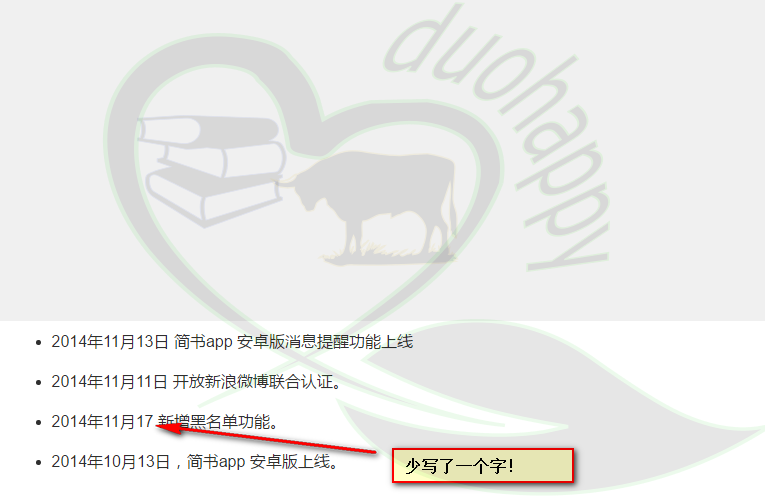 duohappy
2014年11月13日 简书app 安卓版消息提醒功能上线
2014年11月11日 开放新浪微博联合认证。
2014年11月17 新增黑名单功能。
2014年10月13日，简书app 安卓版上线。
少写了一个字！